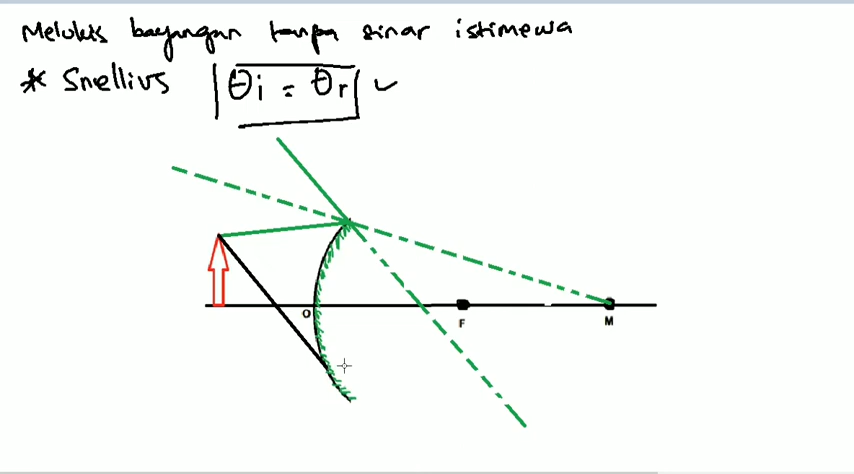 Melukis bayangan tanpa sinar istimewa
* Snellius θi = θr
O
F
M